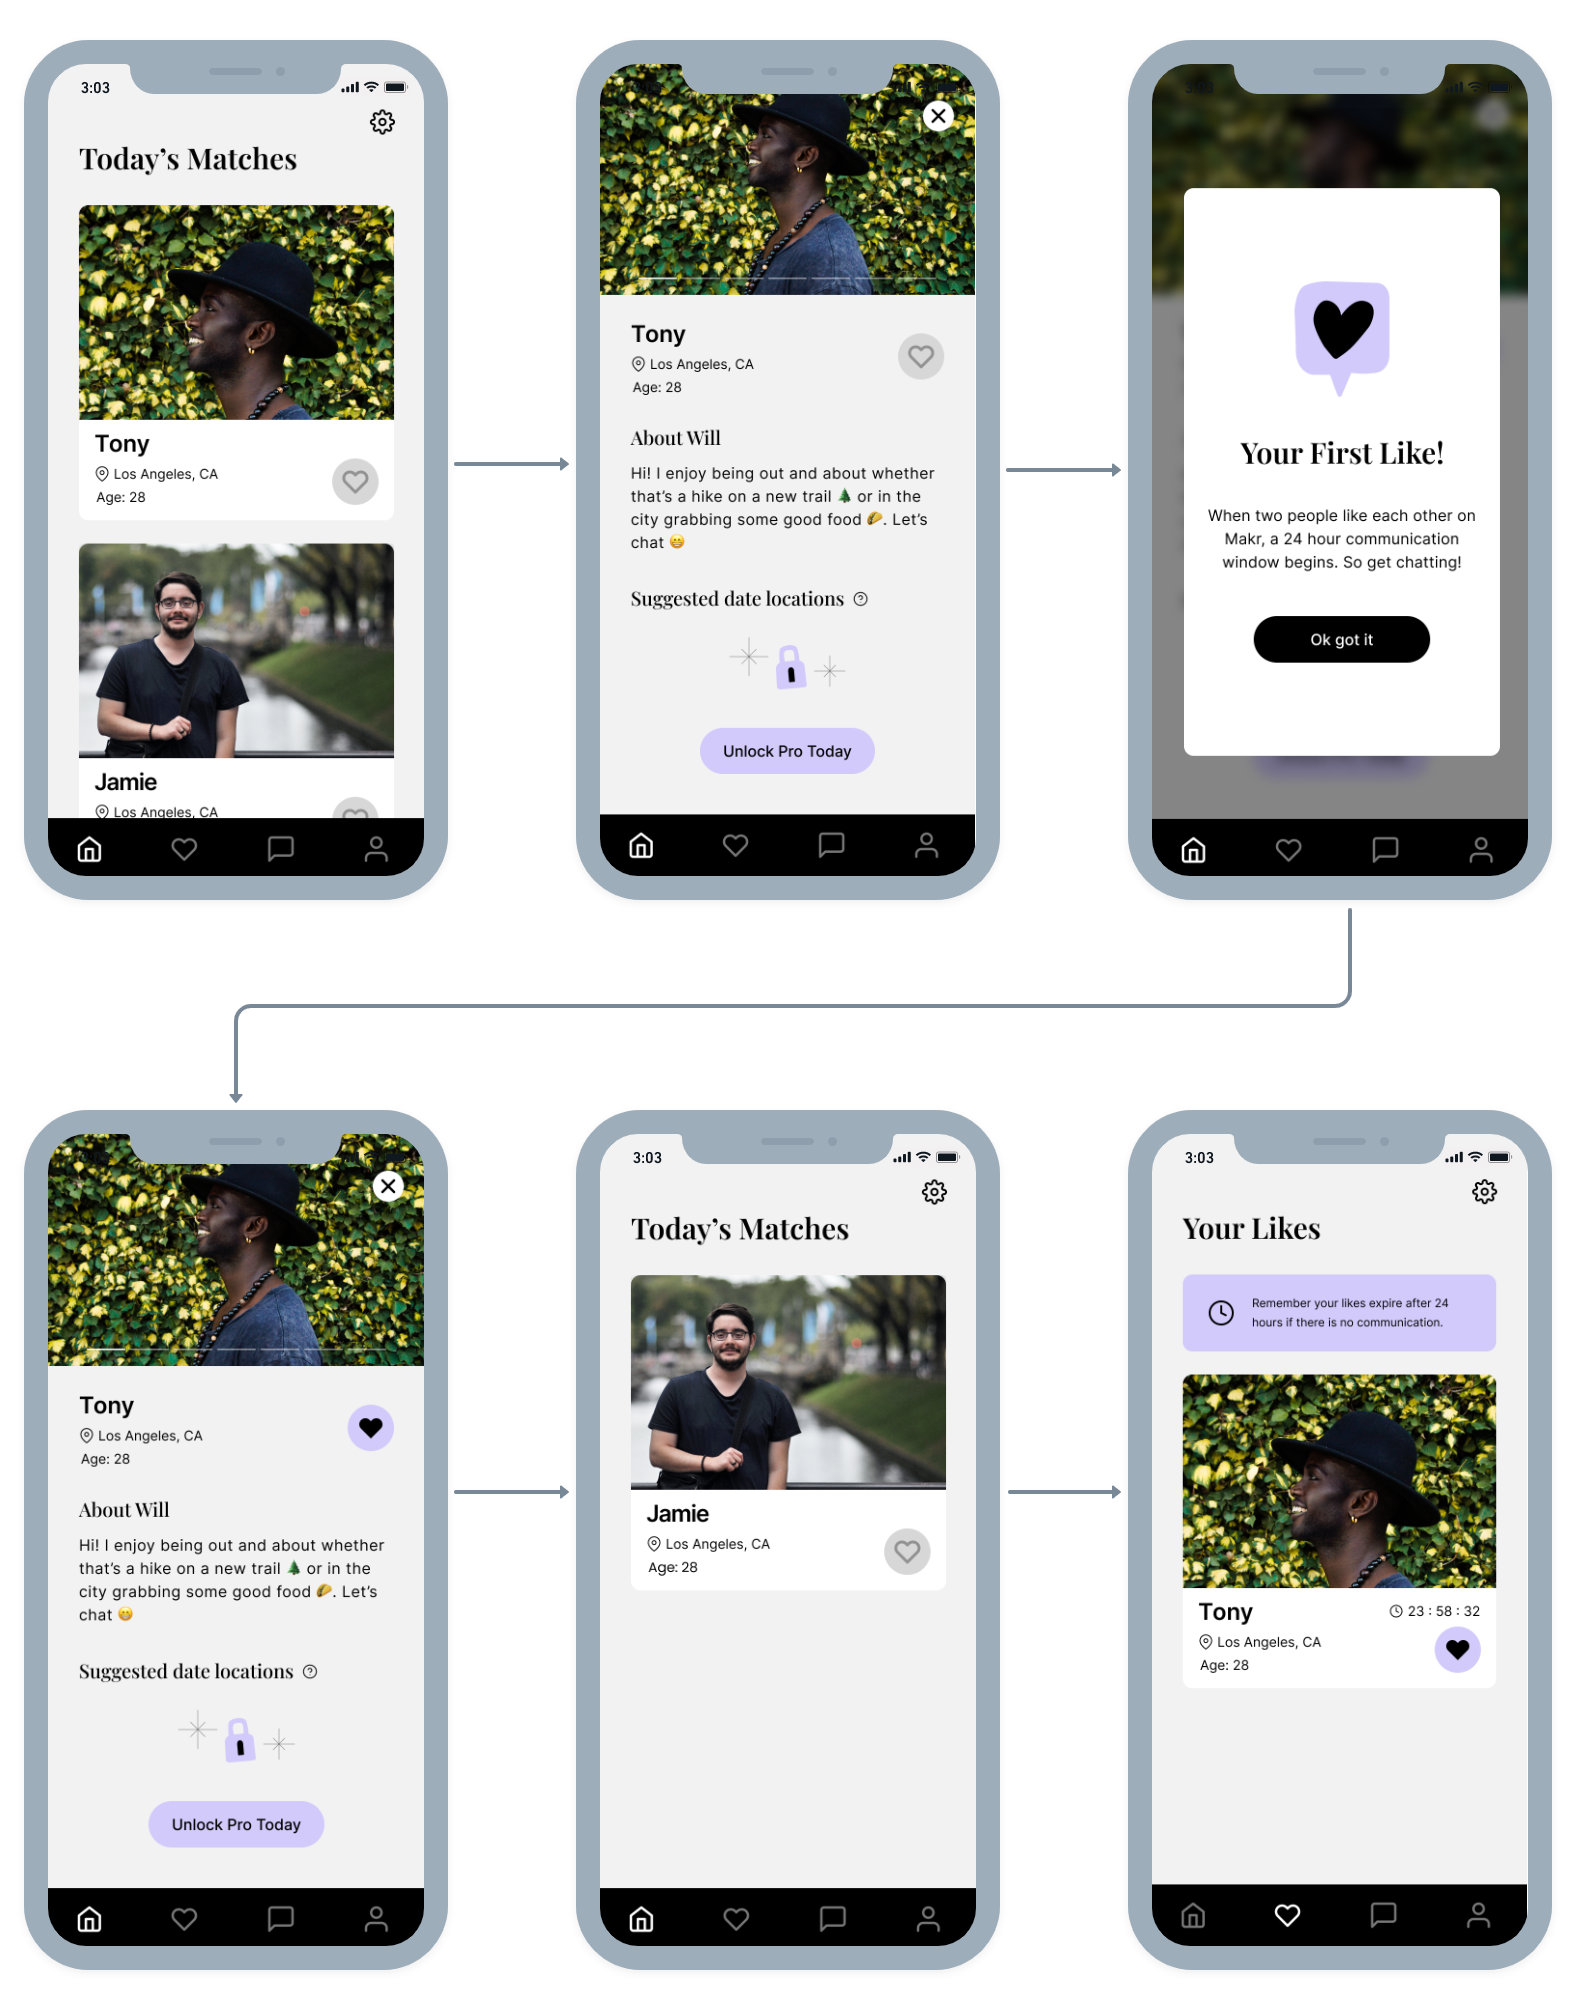 3:03
Today's Matches
Tony
Los Angeles, CA
Age: 28
Jamie
Los Angeles, CA
Tony
Los Angeles, CA
Age: 28
About Will
Hi! I enjoy being out and about whether
that's a hike on a new trail 🌲 or in the
city grabbing some good food 🌮. Let's
chat 😁
Suggested date locations
Unlock Pro Today
3:03
Your First Like!
When two people like each other on
Makr, a 24 hour communication
window begins. So get chatting!
Ok got it
Tony
Los Angeles, CA
Age: 28
About Will
Hi! I enjoy being out and about whether
that's a hike on a new trail 🌲 or in the
city grabbing some good food 🌮. Let's
chat 😁
Suggested date locations
Unlock Pro Today
3:03
Today's Matches
Jamie
Los Angeles, CA
Age: 28
3:03
Your Likes
Remember your likes expire after 24
hours if there is no communication.
Tony
23 : 58 : 32
Los Angeles, CA
Age: 28